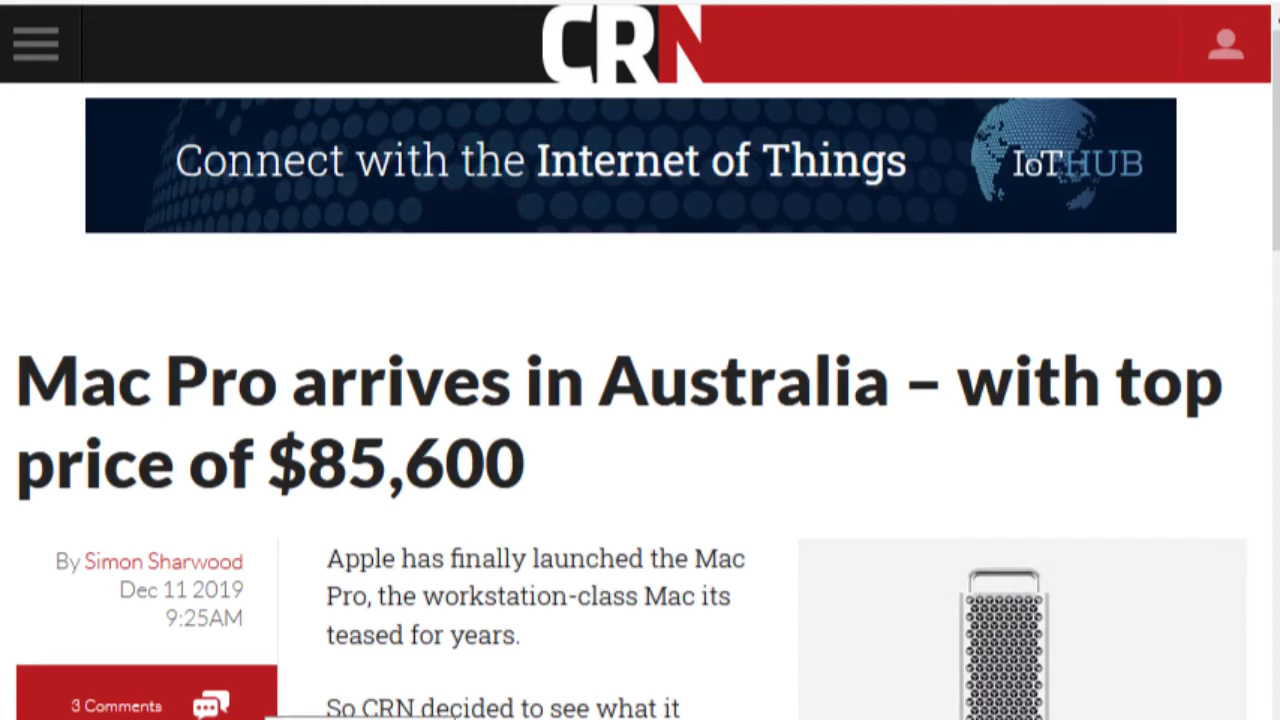 CRN
Connect with the Internet of Things
IoTHUB
Mac Pro arrives in Australia – with top
price of $85,600
By Simon Sharwood
Dec 11 2019
9:25AM
3 Comments
Apple has finally launched the Mac
Pro, the workstation-class Mac its
teased for years.
So CRN decided to see what it